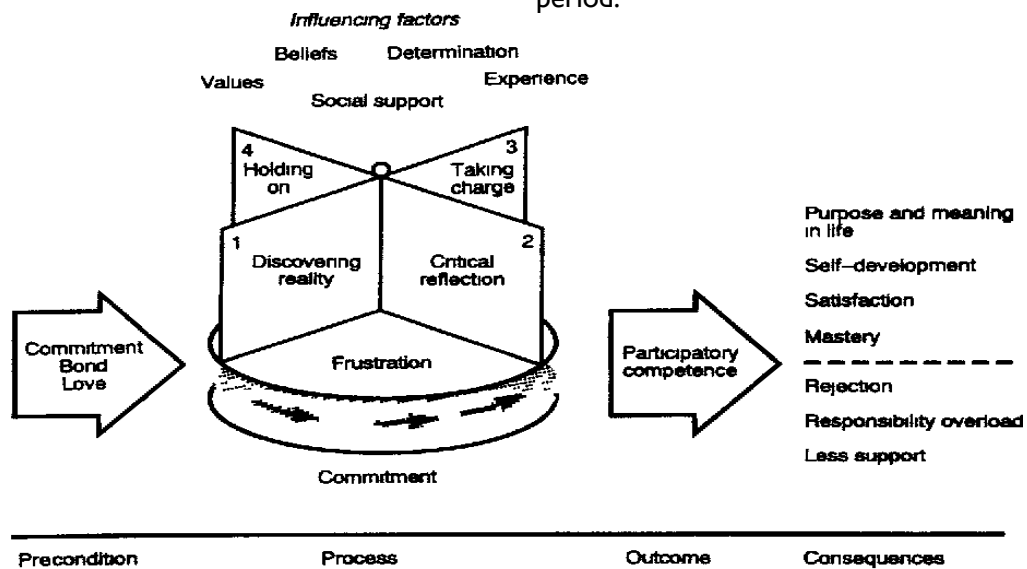 period.
Influencing factors
Beliefs Determination
Values Experience
Social support
4
Holding
on
3
Taking
charge
1
Discovering
reality
2
Critical
reflection
Frustration
Commitment
Bond
Love
Commitment
Participatory
competence
Purpose and meaning
in life
Self-development
Satisfaction
Mastery
Rejection
Responsibility overload
Less support
Precondition Process Outcome Consequences